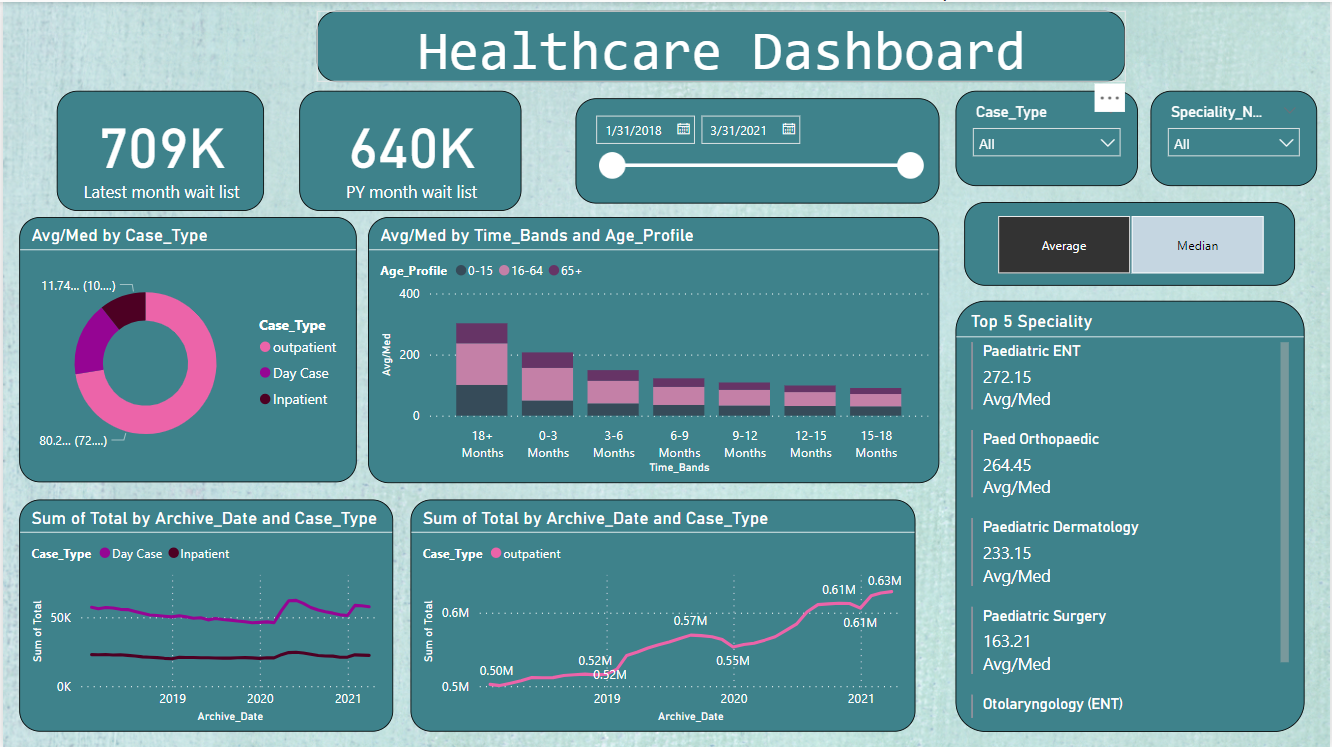 Healthcare Dashboard
709K
Latest month wait list
640K
PY month wait list
1/31/2018
3/31/2021
Case_Type
All
Speciality_N...
All
Average
Median
Avg/Med by Case_Type
11.74... (10....)
80.2... (72....)
Case_Type
outpatient
Day Case
Inpatient
Avg/Med by Time_Bands and Age_Profile
Age_Profile 0-15 16-64 65+
Avg/Med
400
200
0
18+ Months
0-3 Months
3-6 Months
6-9 Months
9-12 Months
12-15 Months
15-18 Months
Time_Bands
Top 5 Speciality
Paediatric ENT
272.15
Avg/Med
Paed Orthopaedic
264.45
Avg/Med
Paediatric Dermatology
233.15
Avg/Med
Paediatric Surgery
163.21
Avg/Med
Otolaryngology (ENT)
Sum of Total by Archive_Date and Case_Type
Case_Type Day Case Inpatient
Sum of Total
50K
0K
2019 2020 2021
Archive_Date
Sum of Total by Archive_Date and Case_Type
Case_Type outpatient
Sum of Total
0.6M
0.5M
0.50M
0.52M
0.52M
0.57M
0.55M
0.61M
0.61M
0.63M
2019 2020 2021
Archive_Date